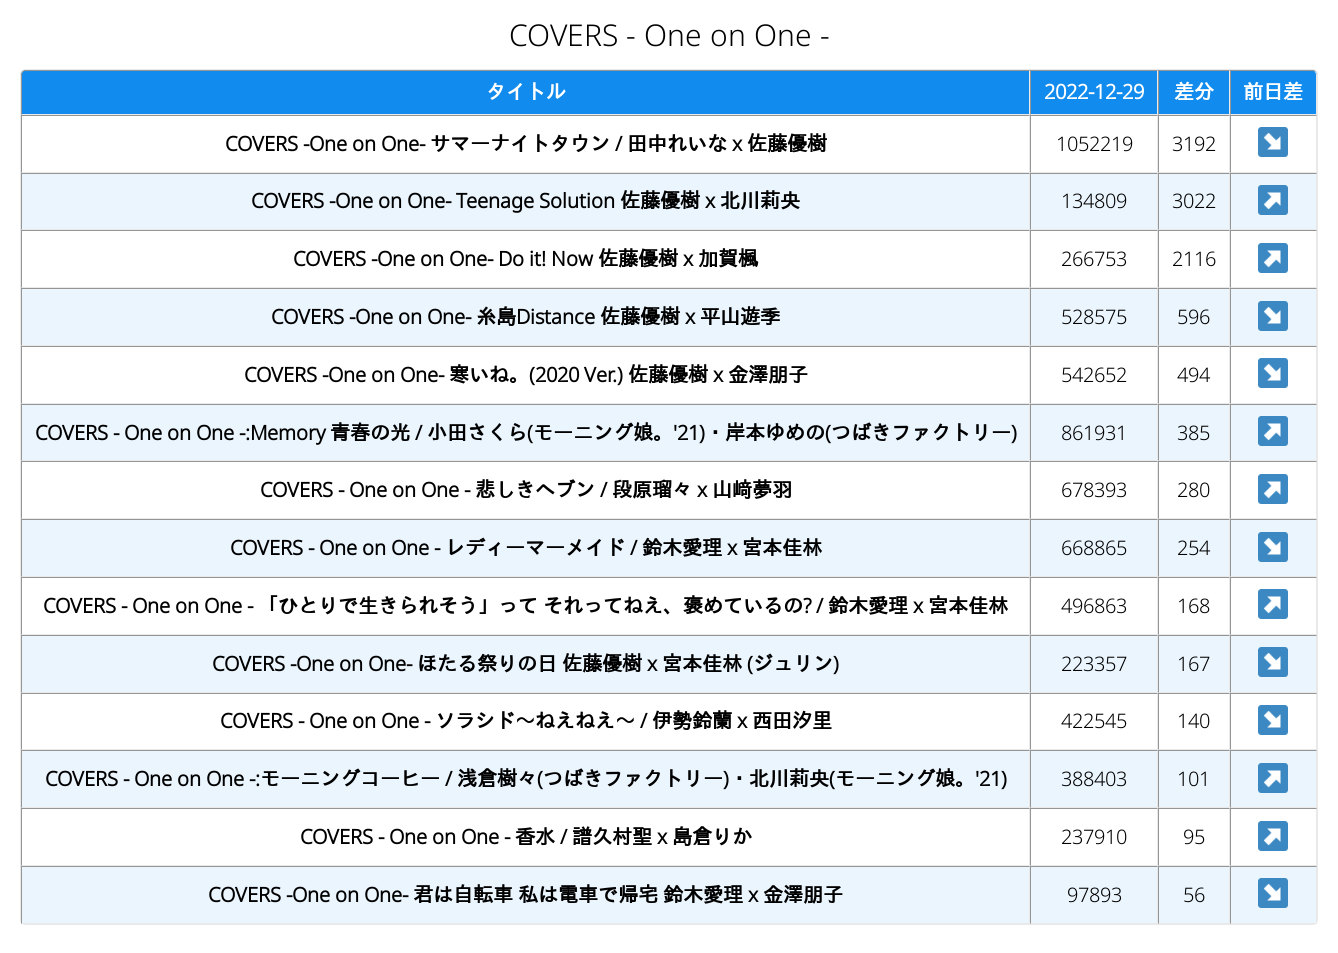 COVERS - One on One -
タイトル 2022-12-29 差分 前日差
COVERS -One on One- サマーナイトタウン / 田中れいな x 佐藤優樹 1052219 3192 ↘
COVERS -One on One- Teenage Solution 佐藤優樹 x 北川莉央 134809 3022 ↗
COVERS -One on One- Do it! Now 佐藤優樹 x 加賀楓 266753 2116 ↗
COVERS -One on One- 糸島Distance 佐藤優樹 x 平山遊季 528575 596 ↘
COVERS -One on One- 寒いね。(2020 Ver.) 佐藤優樹 x 金澤朋子 542652 494 ↘
COVERS - One on One -:Memory 青春の光 / 小田さくら(モーニング娘。'21)・岸本ゆめの(つばきファクトリー) 861931 385 ↗
COVERS - One on One - 悲しきヘブン / 段原瑠々 x 山﨑夢羽 678393 280 ↗
COVERS - One on One - レディーマーメイド / 鈴木愛理 x 宮本佳林 668865 254 ↘
COVERS - One on One - 「ひとりで生きられそう」って それってねえ、褒めているの? / 鈴木愛理 x 宮本佳林 496863 168 ↗
COVERS -One on One- ほたる祭りの日 佐藤優樹 x 宮本佳林 (ジュリン) 223357 167 ↘
COVERS - One on One - ソラシド～ねえねえ～ / 伊勢鈴蘭 x 西田汐里 422545 140 ↘
COVERS - One on One -:モーニングコーヒー / 浅倉樹々(つばきファクトリー)・北川莉央(モーニング娘。'21) 388403 101 ↗
COVERS - One on One - 香水 / 譜久村聖 x 島倉りか 237910 95 ↗
COVERS -One on One- 君は自転車 私は電車で帰宅 鈴木愛理 x 金澤朋子 97893 56 ↘